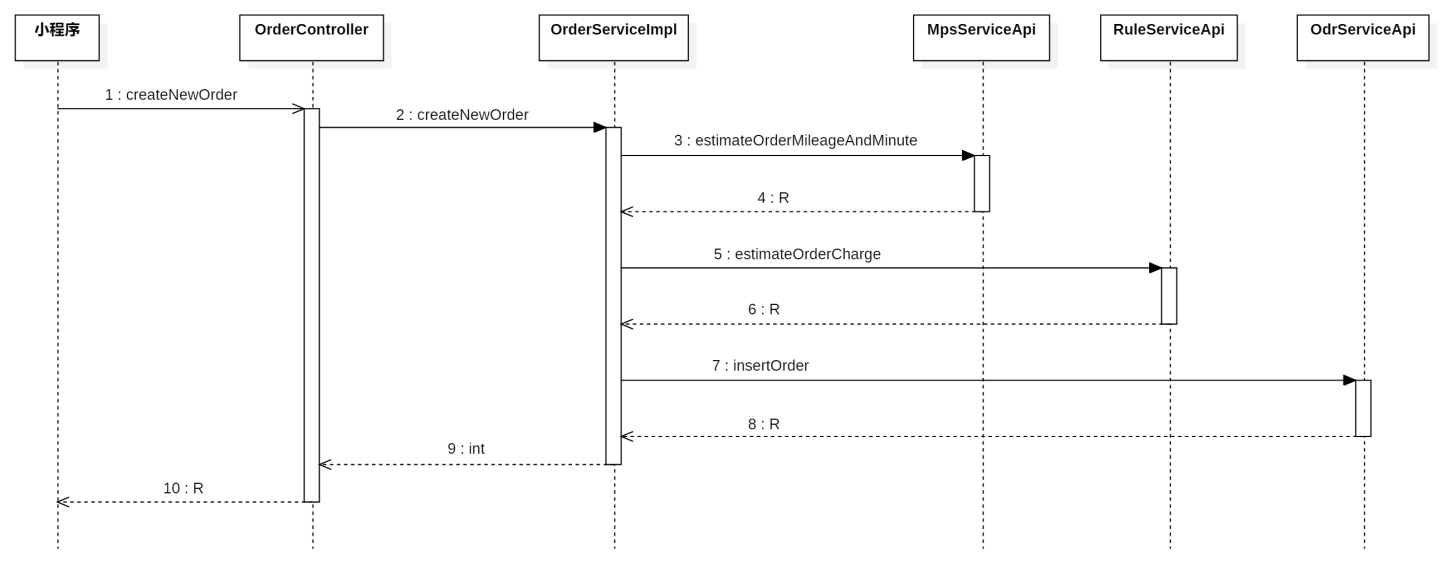 小程序
OrderController
OrderServiceImpl
MpsServiceApi
RuleServiceApi
OdrServiceApi
1 : createNewOrder
2 : createNewOrder
3 : estimateOrderMileageAndMinute
4 : R
5 : estimateOrderCharge
6 : R
7 : insertOrder
8 : R
9 : int
10 : R